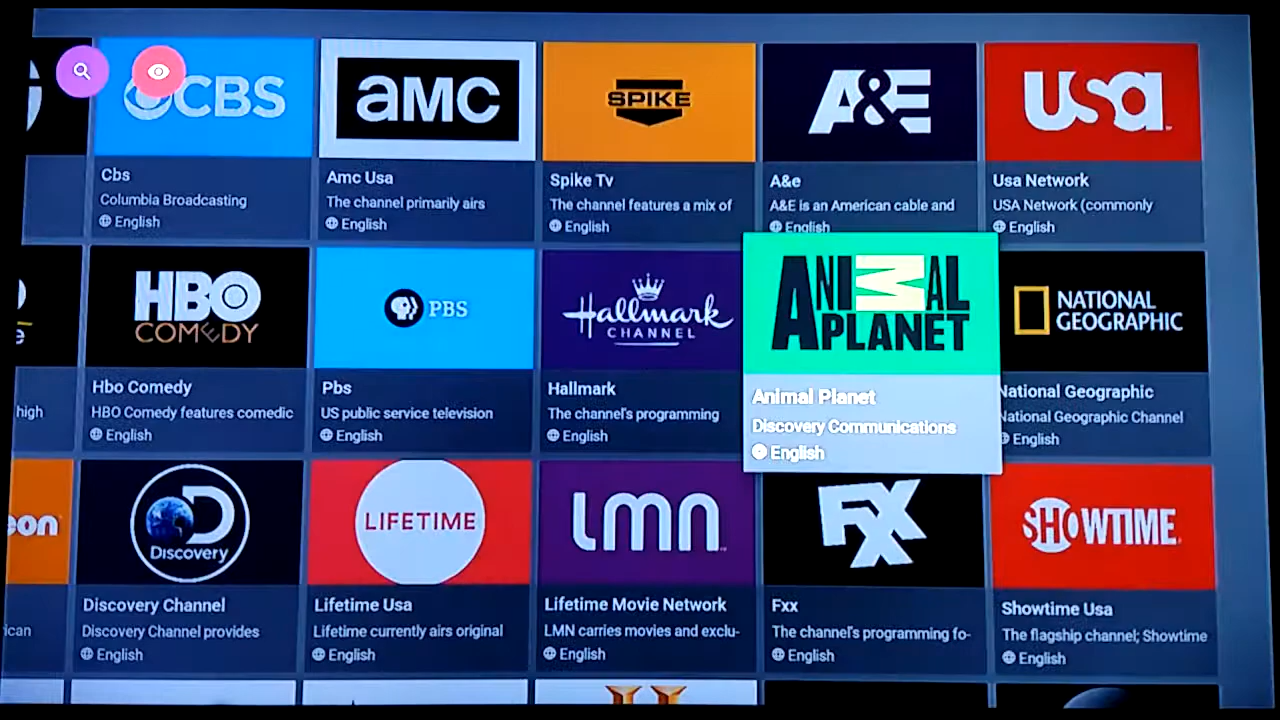 CBS
aMC
SPIKE
A&E
usa
Cbs
Columbia Broadcasting
English
Amc Usa
The channel primarily airs
English
Spike Tv
The channel features a mix of
English
A&e
A&E is an American cable and
English
Usa Network
USA Network (commonly
English
e
high
HBO
COMEDY
PBS
Hallmark
CHANNEL
ANIMAL
PLANET
NATIONAL
GEOGRAPHIC
Hbo Comedy
HBO Comedy features comedic
English
Pbs
US public service television
English
Hallmark
The channel's programming
English
Animal Planet
Discovery Communications
English
National Geographic
National Geographic Channel
English
eon
ican
Discovery
LIFETIME
lmn
FXX
SHOWTIME
Discovery Channel
Discovery Channel provides
English
Lifetime Usa
Lifetime currently airs original
English
Lifetime Movie Network
LMN carries movies and exclu-
English
Fxx
The channel's programming fo-
English
Showtime Usa
The flagship channel; Showtime
English